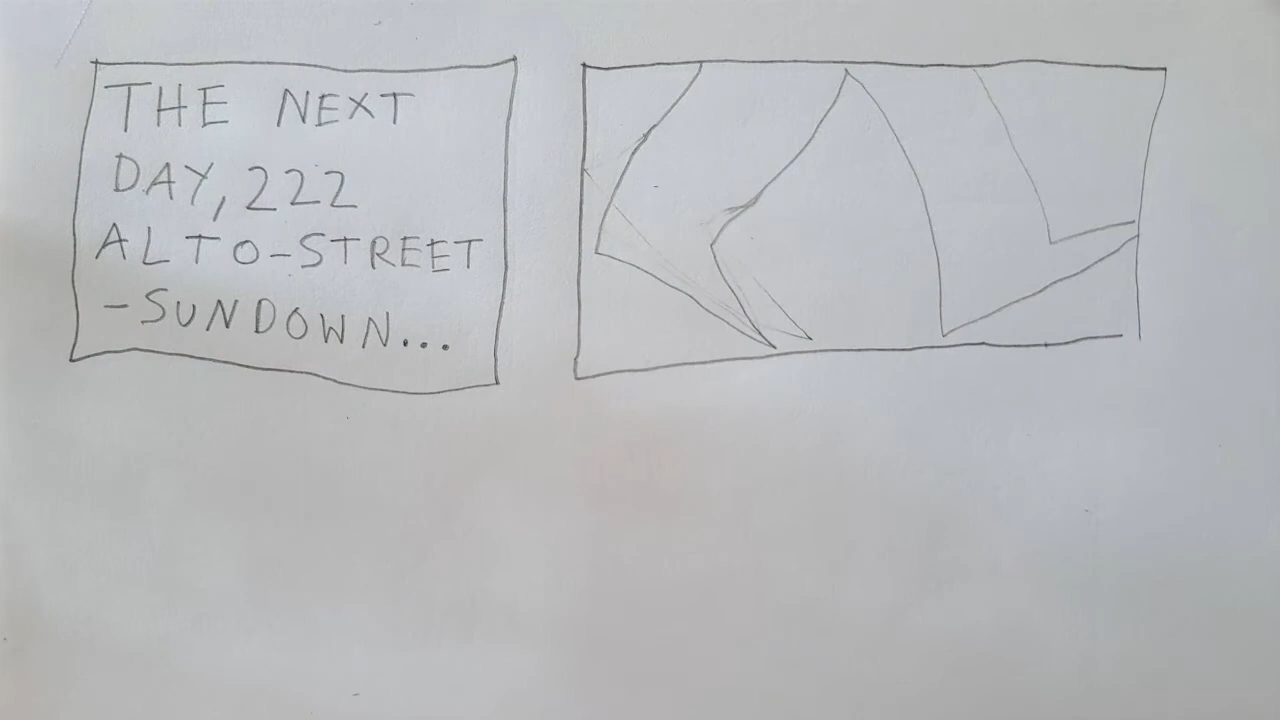 THE NEXT
DAY, 222
ALTO-STREET
-SUNDOWN...